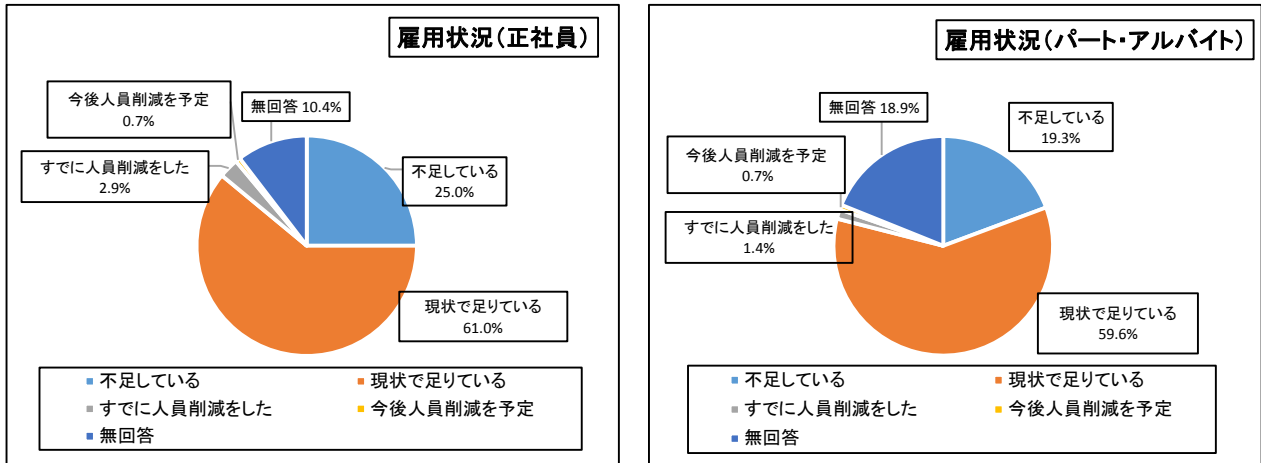 雇用状況(正社員)
今後人員削減を予定
0.7%
無回答 10.4%
すでに人員削減をした
2.9%
不足している
25.0%
現状で足りている
61.0%
不足している
現状で足りている
すでに人員削減をした
今後人員削減を予定
無回答
雇用状況(パート・アルバイト)
無回答 18.9%
不足している
19.3%
今後人員削減を予定
0.7%
すでに人員削減をした
1.4%
現状で足りている
59.6%
不足している
現状で足りている
すでに人員削減をした
今後人員削減を予定
無回答